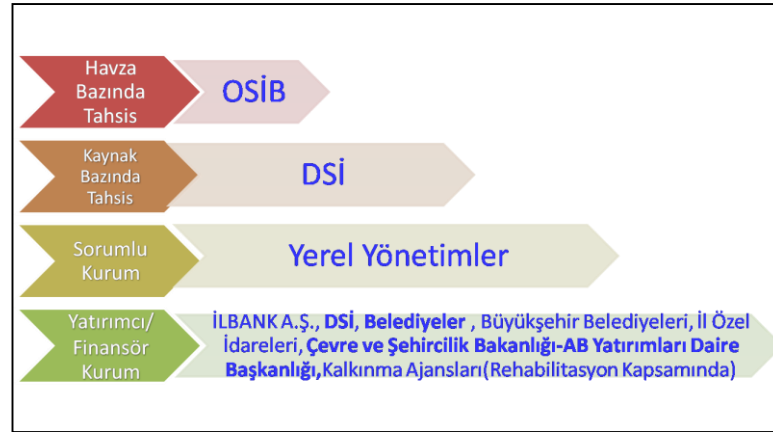 Havza
Bazında
Tahsis
OSİB
Kaynak
Bazında
Tahsis
DSİ
Sorumlu
Kurum
Yerel Yönetimler
Yatırımcı/
Finansör
Kurum
İLBANK A.Ş., DSİ, Belediyeler , Büyükşehir Belediyeleri, İl Özel
İdareleri, Çevre ve Şehircilik Bakanlığı-AB Yatırımları Daire
Başkanlığı,Kalkınma Ajansları(Rehabilitasyon Kapsamında)